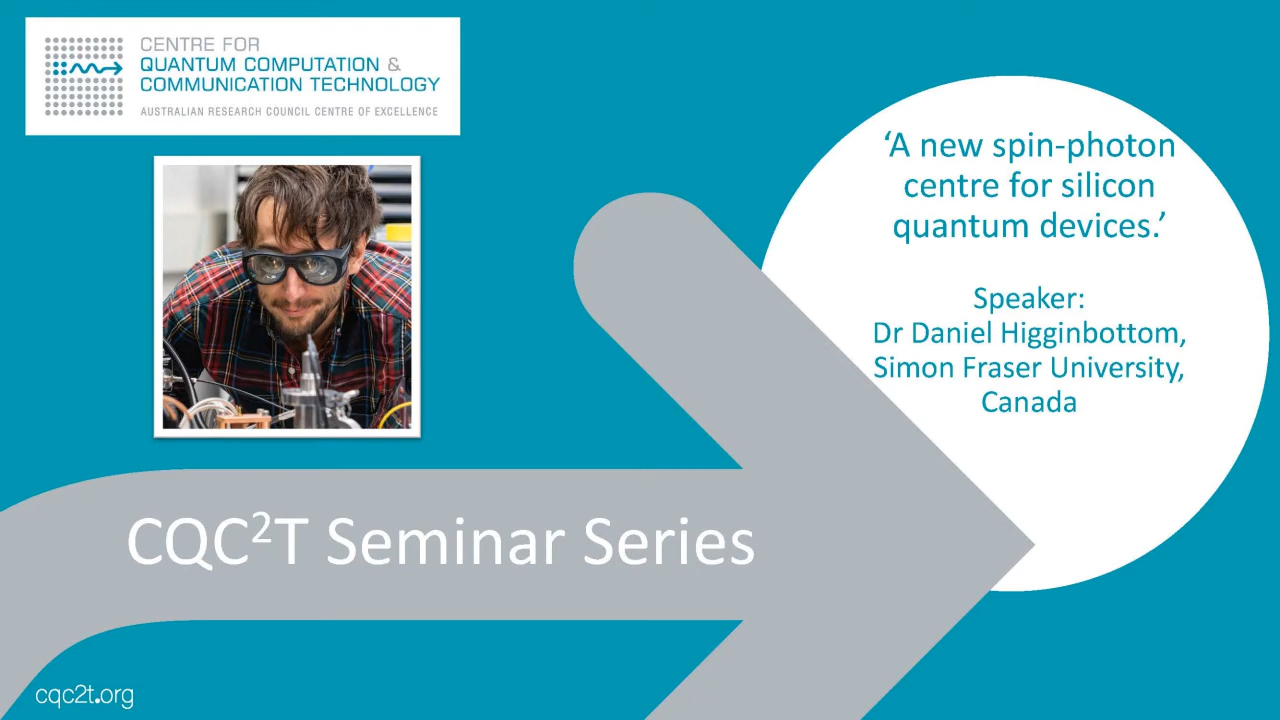 CENTRE FOR
QUANTUM COMPUTATION &
COMMUNICATION TECHNOLOGY
AUSTRALIAN RESEARCH COUNCIL CENTRE OF EXCELLENCE
‘A new spin-photon
centre for silicon
quantum devices.’
Speaker:
Dr Daniel Higginbottom,
Simon Fraser University,
Canada
CQC²T Seminar Series
cqc2t.org